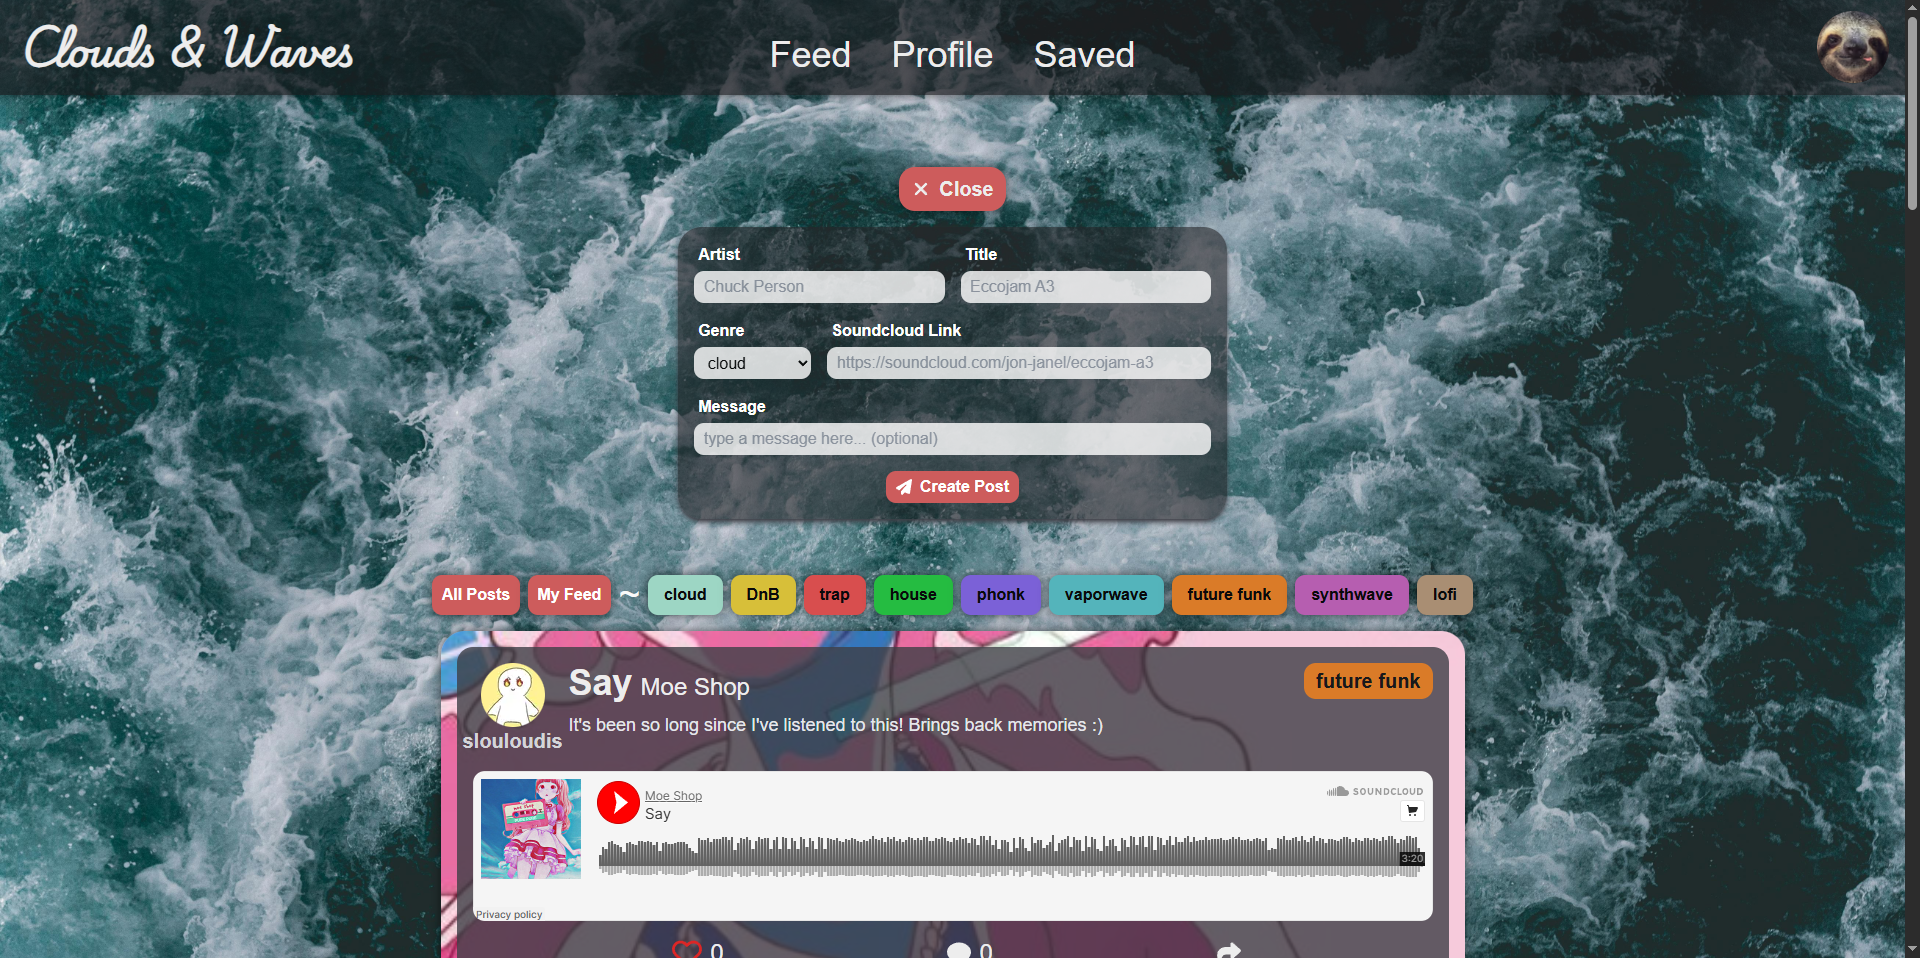 Clouds & Waves
Feed Profile Saved
Close
Artist Title
Chuck Person Eccojam A3
Genre Soundcloud Link
cloud https://soundcloud.com/jon-janel/eccojam-a3
Message
type a message here... (optional)
Create Post
All Posts My Feed ~ cloud DnB trap house phonk vaporwave future funk synthwave lofi
Say Moe Shop future funk
It's been so long since I've listened to this! Brings back memories :)
slouloudis
Moe Shop SOUNDCLOUD
Say
3:20
Privacy policy
0 0